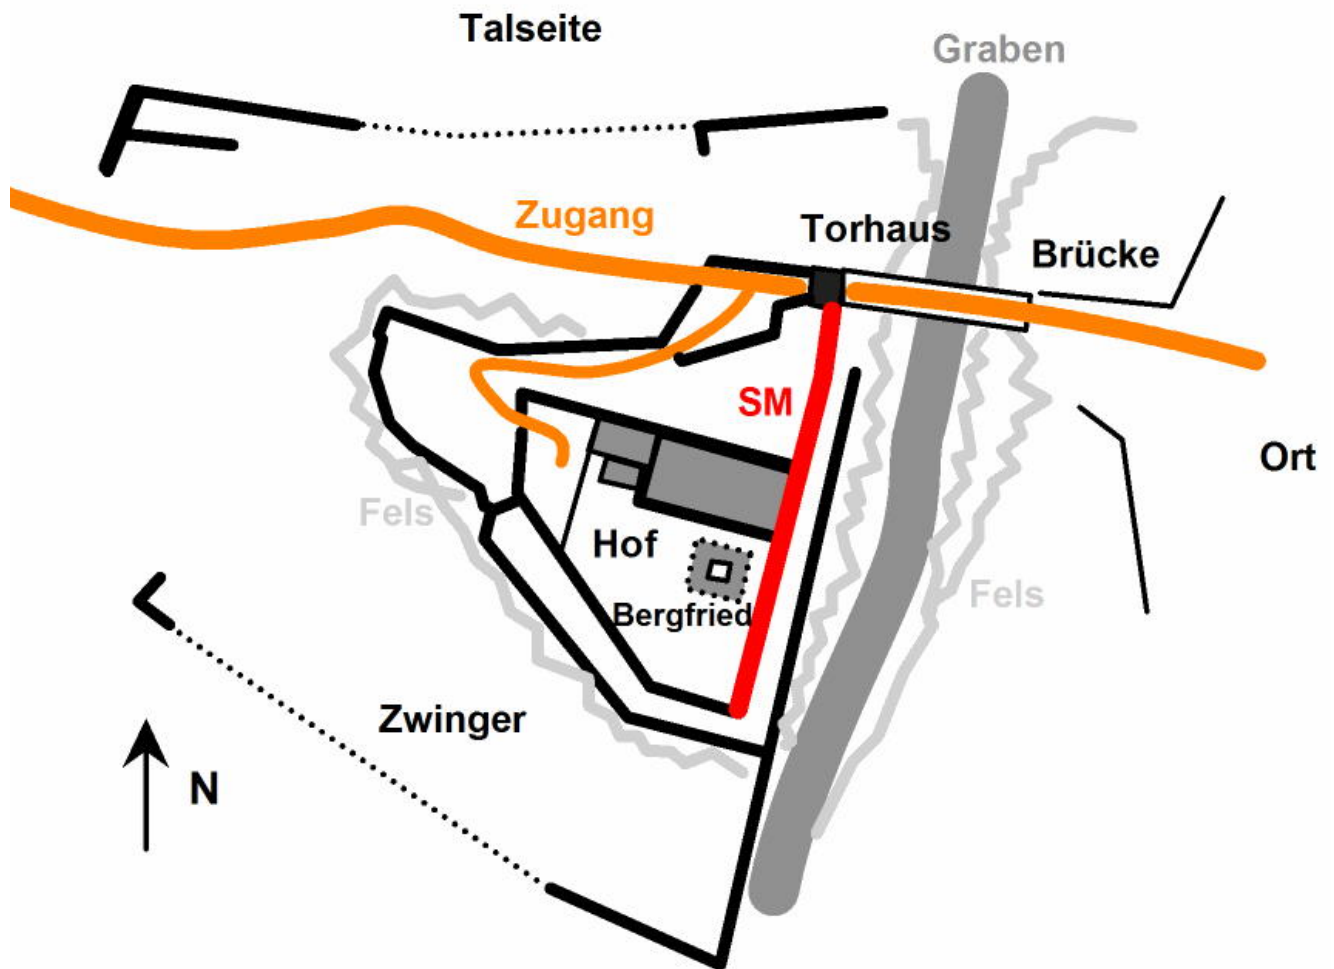 Talseite
Graben
Zugang
Torhaus
Brücke
SM
Ort
Fels
Hof
Fels
Bergfried
Zwinger
N